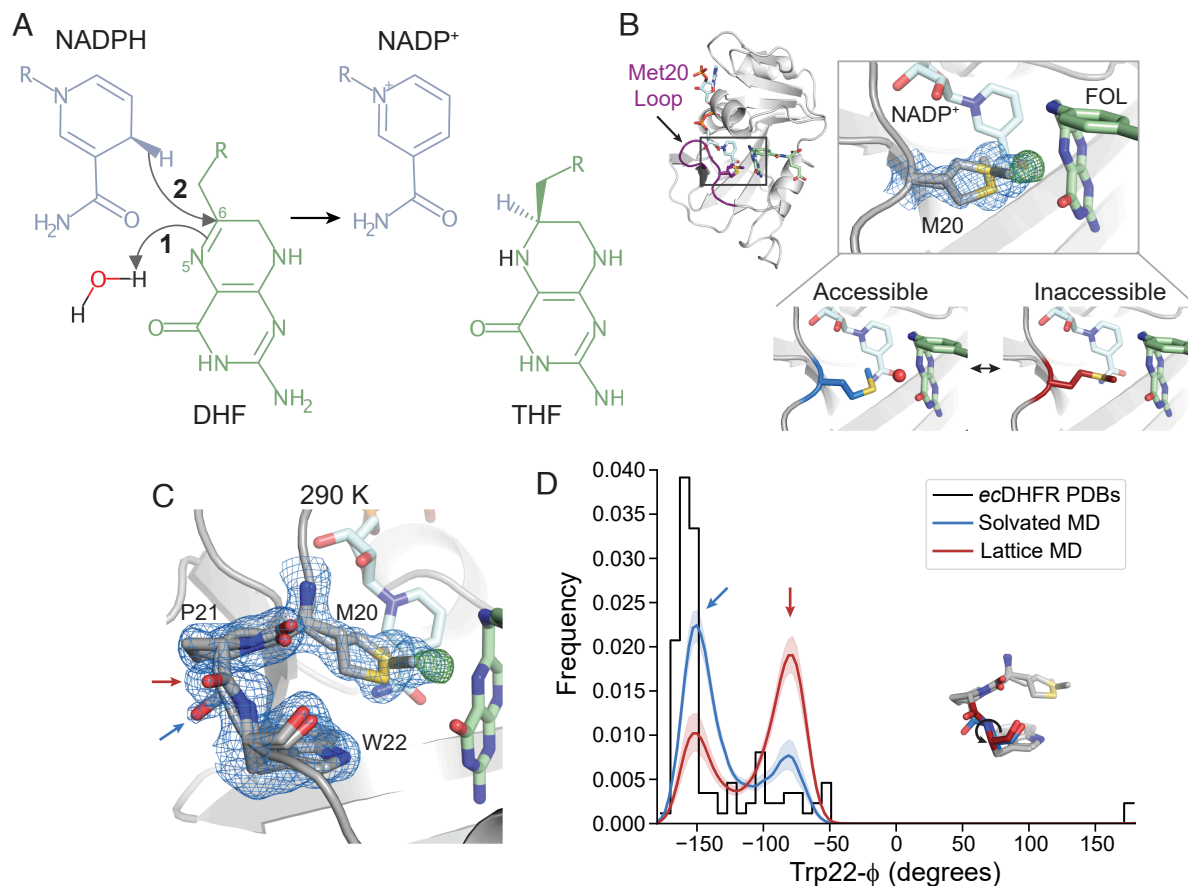 A
NADPH
NADP+
R
N
H
H2N
O
R
N+
H2N
O
2
1
R
6
5
N
NH
O
N
HN
NH2
O
H
H
DHF
R
H
HN
NH
O
N
HN
N
NH
THF
B
Met20
Loop
NADP+
FOL
M20
Accessible
Inaccessible
C
290 K
P21
M20
W22
D
Frequency
0.040
0.035
0.030
0.025
0.020
0.015
0.010
0.005
0.000
ecDHFR PDBs
Solvated MD
Lattice MD
−150
−100
−50
0
50
100
150
Trp22-ϕ (degrees)